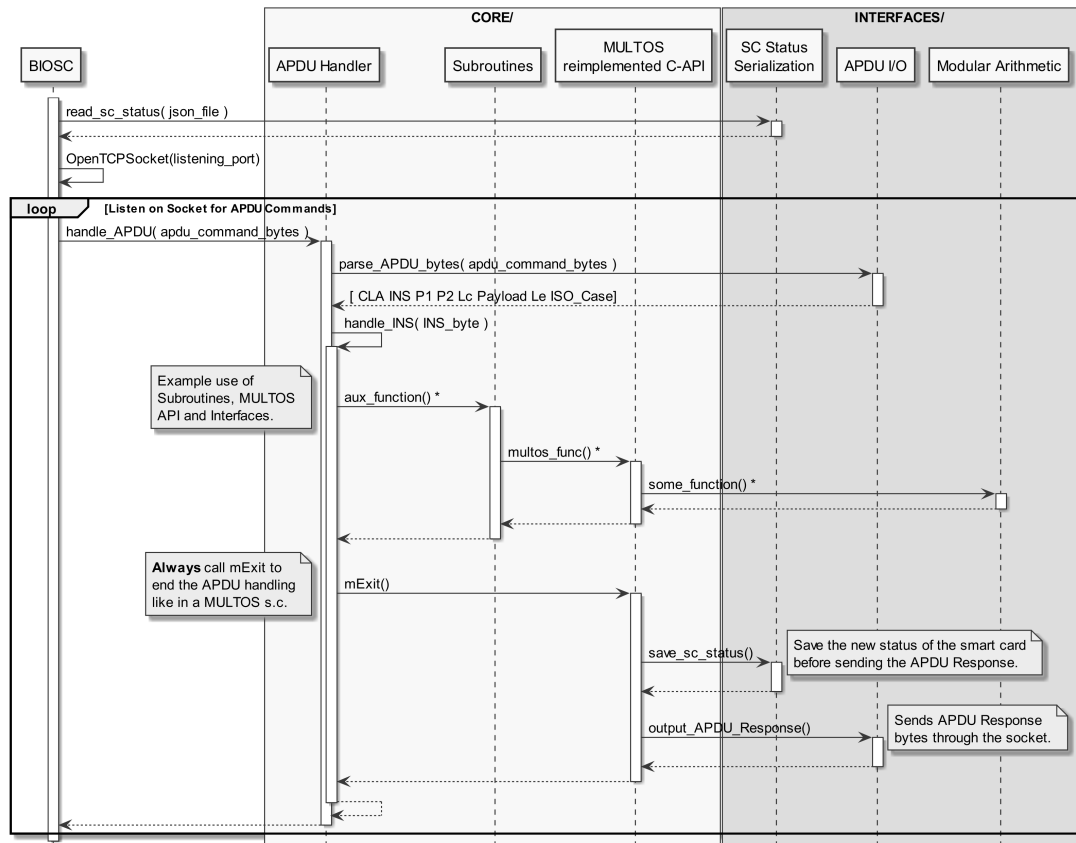 CORE/
INTERFACES/
BIOSC
APDU Handler
Subroutines
MULTOS
reimplemented C-API
SC Status
Serialization
APDU I/O
Modular Arithmetic
read_sc_status( json_file )
OpenTCPSocket(listening_port)
loop
[Listen on Socket for APDU Commands]
handle_APDU( apdu_command_bytes )
parse_APDU_bytes( apdu_command_bytes )
[ CLA INS P1 P2 Lc Payload Le ISO_Case]
handle_INS( INS_byte )
Example use of
Subroutines, MULTOS
API and Interfaces.
aux_function() *
multos_func() *
some_function() *
Always call mExit to
end the APDU handling
like in a MULTOS s.c.
mExit()
save_sc_status()
Save the new status of the smart card
before sending the APDU Response.
output_APDU_Response()
Sends APDU Response
bytes through the socket.